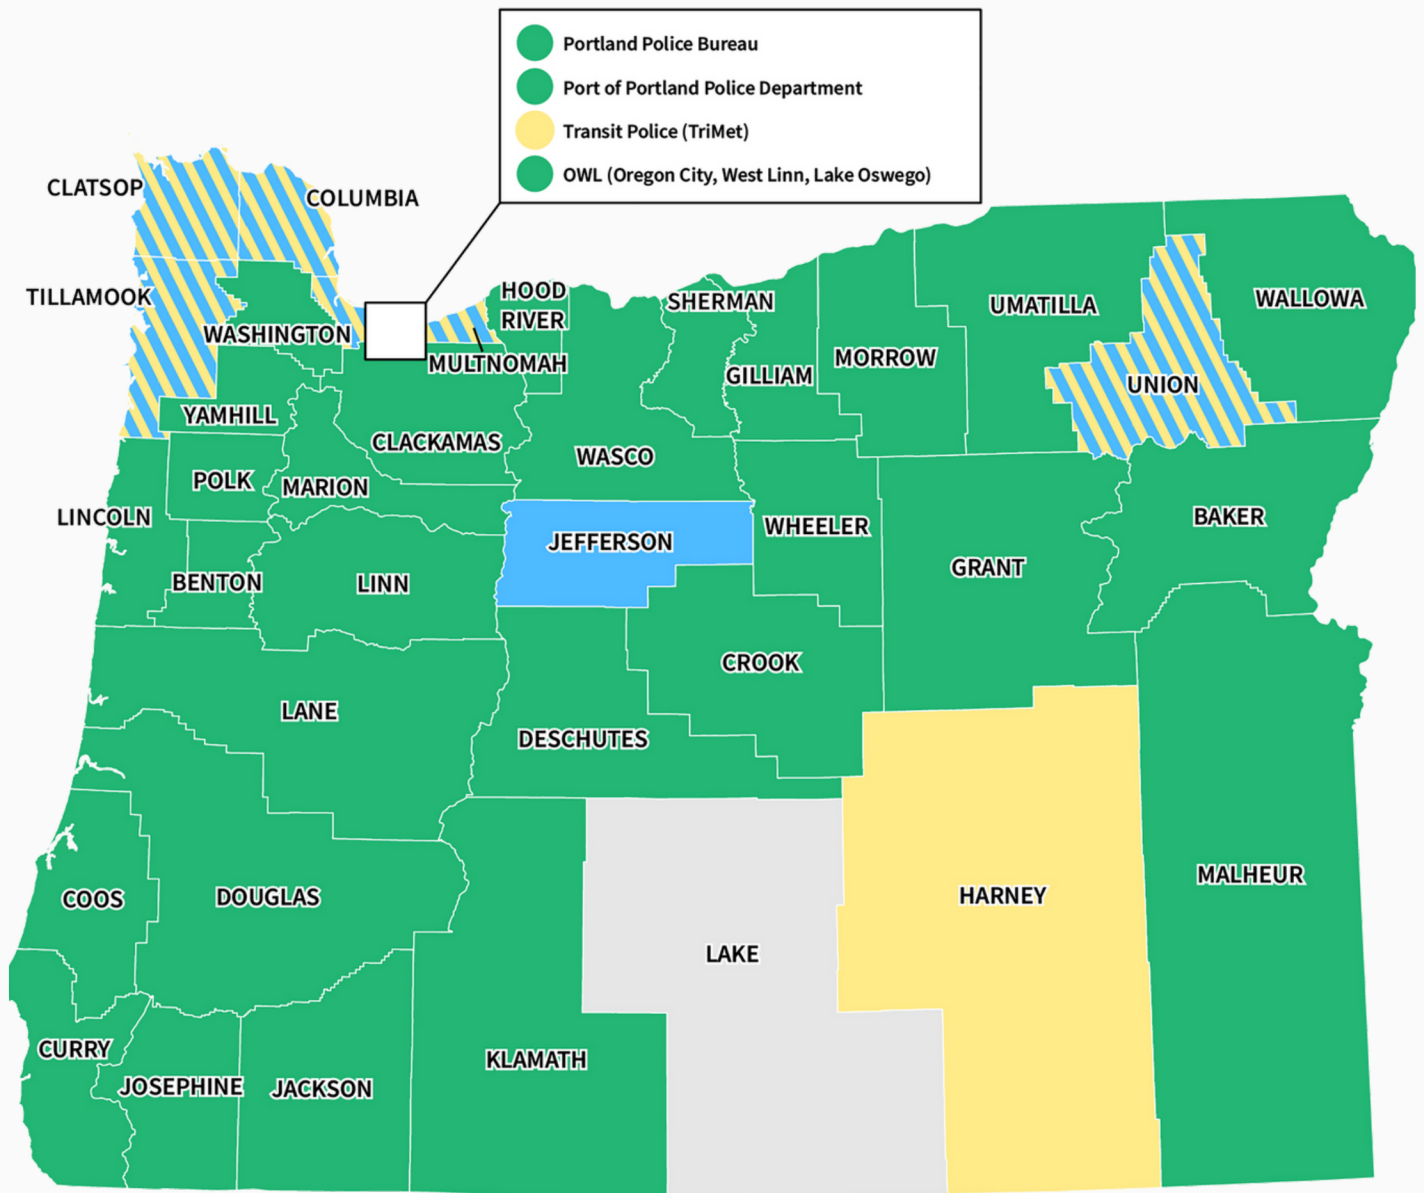 Portland Police Bureau
Port of Portland Police Department
Transit Police (TriMet)
OWL (Oregon City, West Linn, Lake Oswego)
CLATSOP
COLUMBIA
TILLAMOOK
HOOD
RIVER
SHERMAN
UMATILLA
WALLOWA
WASHINGTON
MULTNOMAH
GILLIAM
MORROW
UNION
YAMHILL
CLACKAMAS
WASCO
POLK
MARION
LINCOLN
JEFFERSON
WHEELER
BAKER
BENTON
LINN
GRANT
CROOK
LANE
DESCHUTES
COOS
DOUGLAS
HARNEY
MALHEUR
LAKE
CURRY
JOSEPHINE
JACKSON
KLAMATH